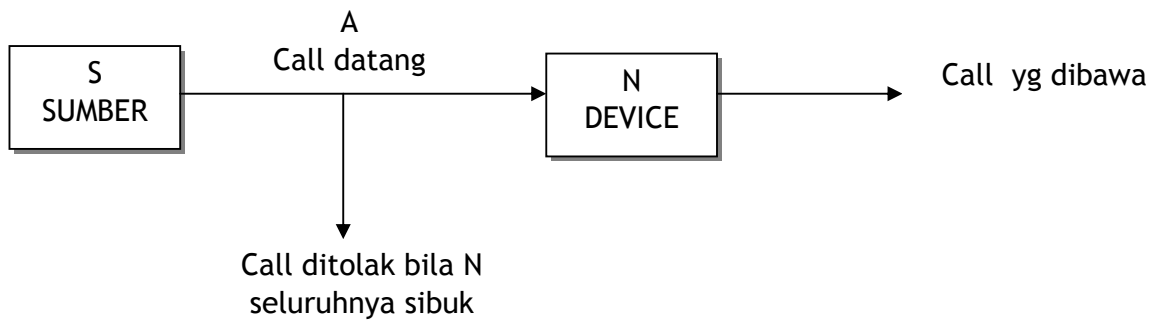 A
Call datang
S
SUMBER
N
DEVICE
Call yg dibawa
Call ditolak bila N
seluruhnya sibuk